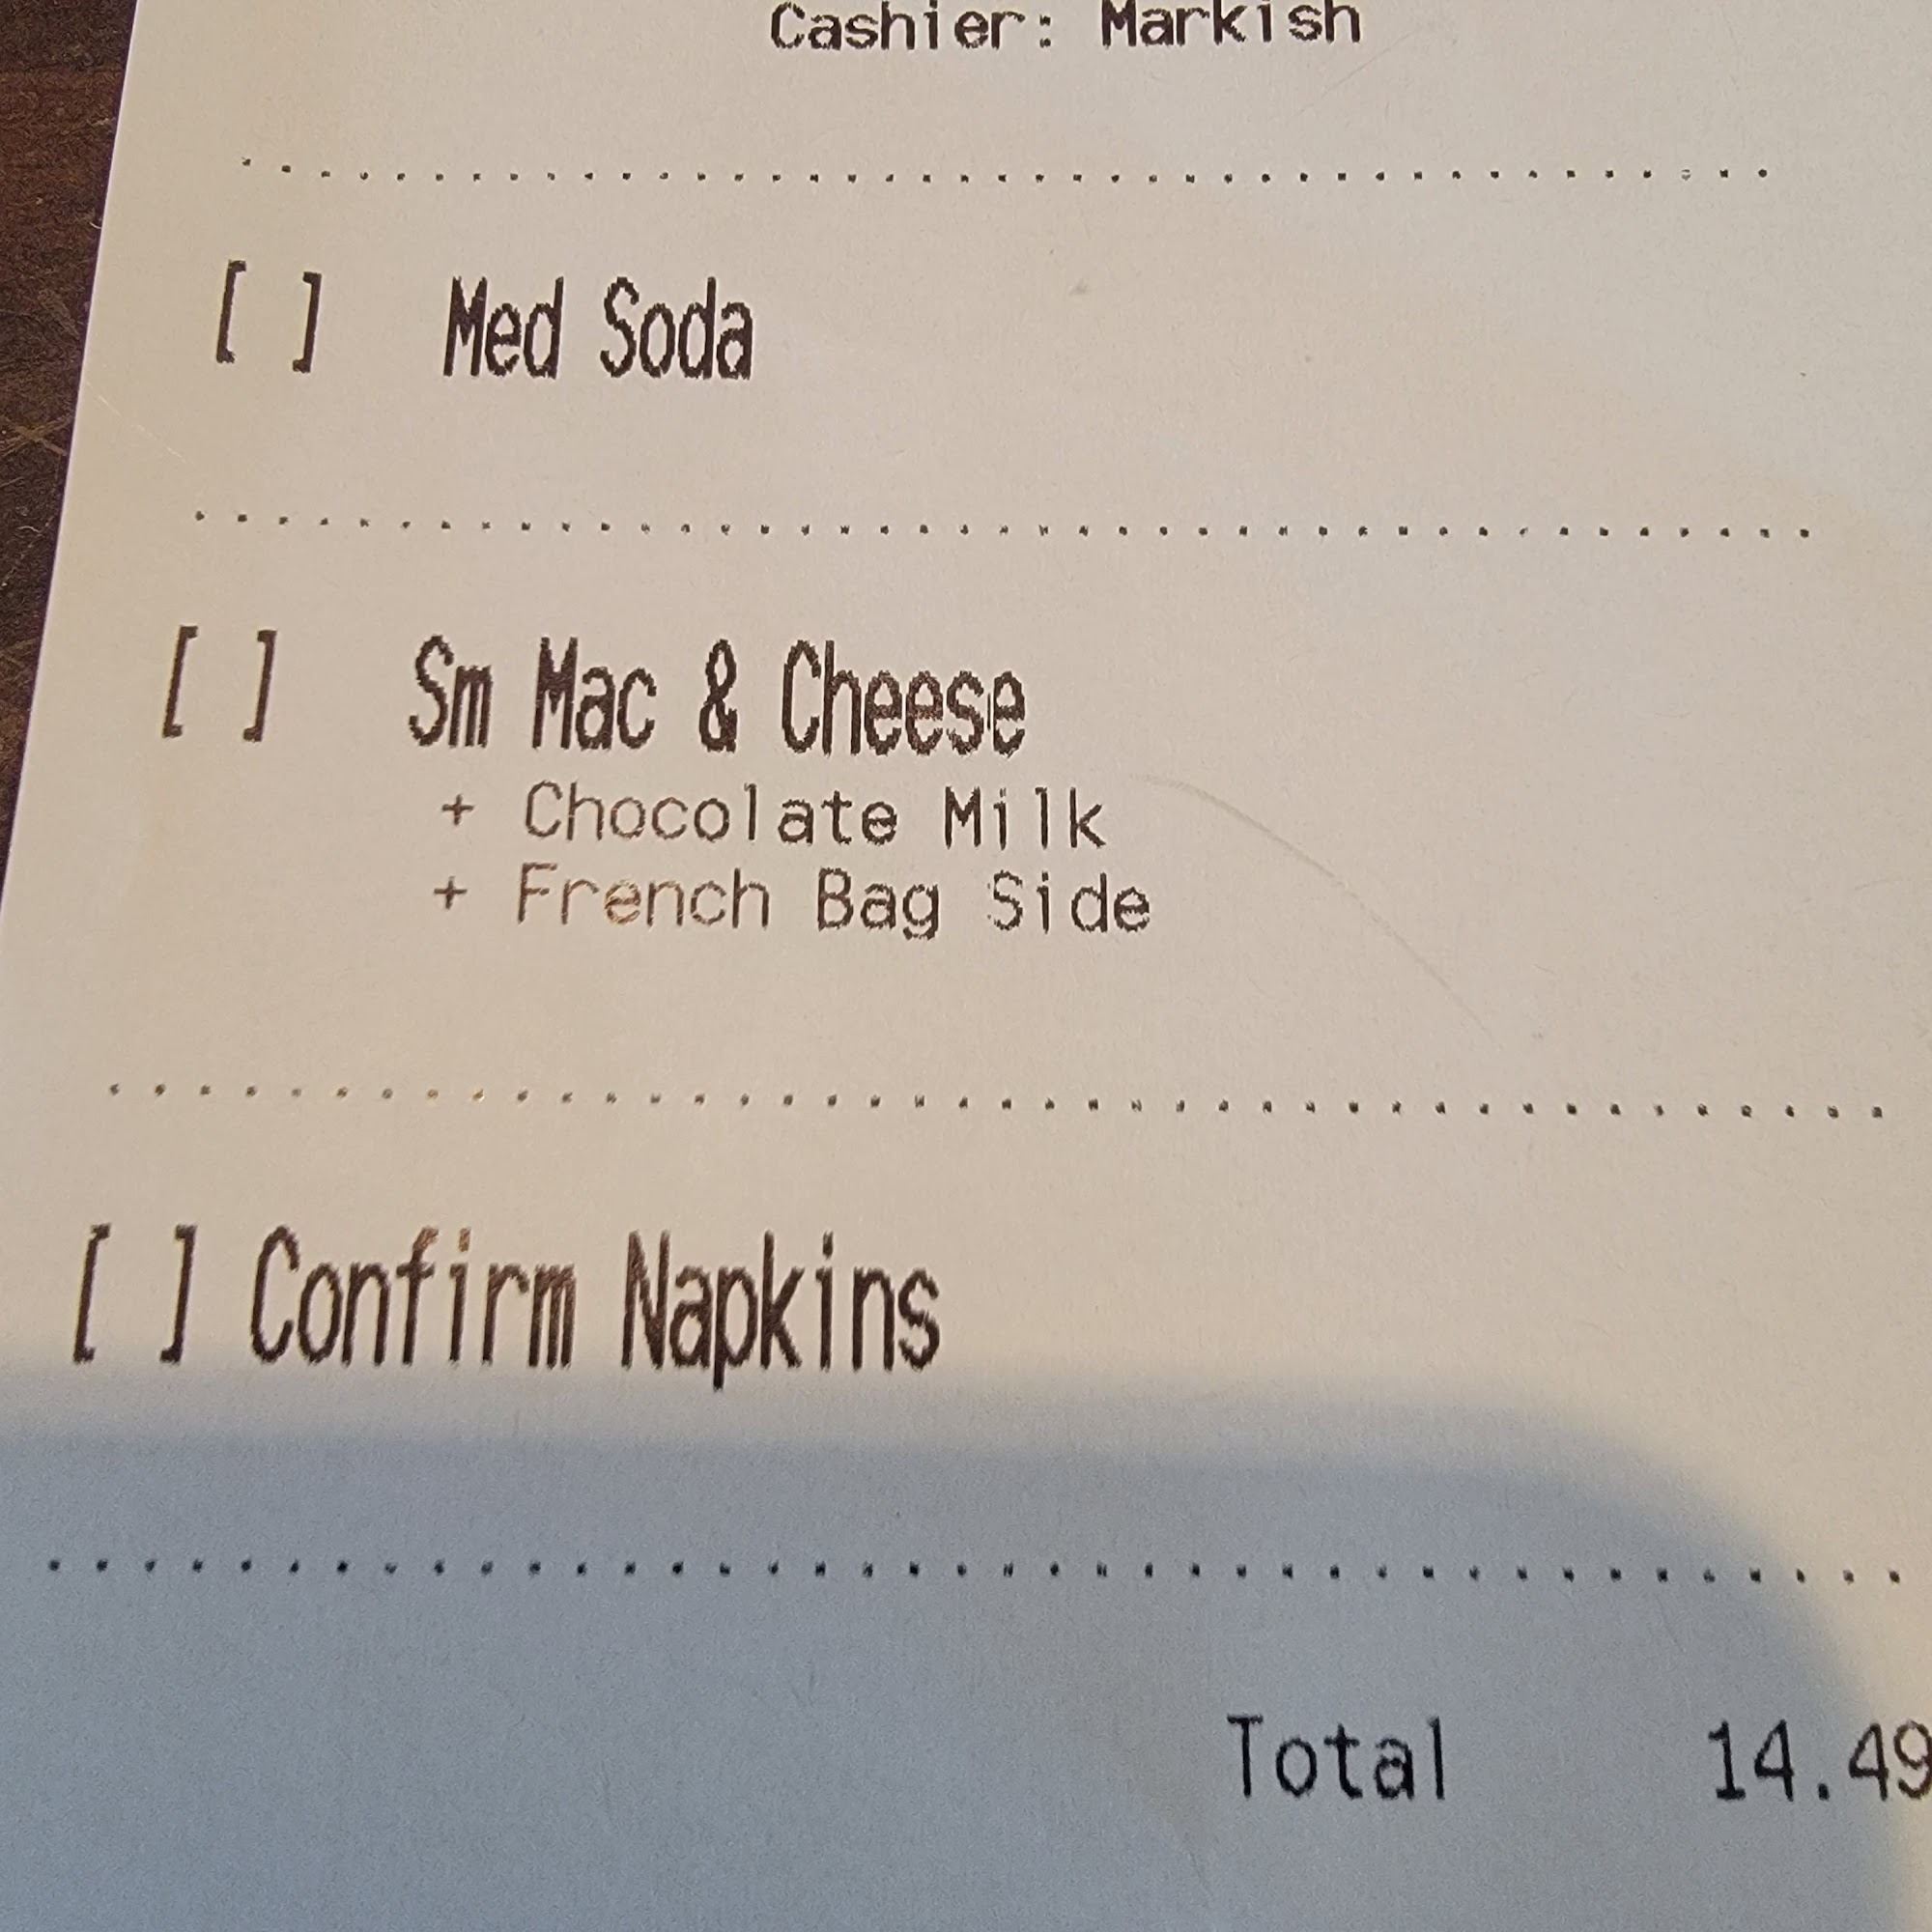 Cashier: Markish
[ ] Med Soda
[ ] Sm Mac & Cheese
+ Chocolate Milk
+ French Bag Side
[ ] Confirm Napkins
Total 14.49